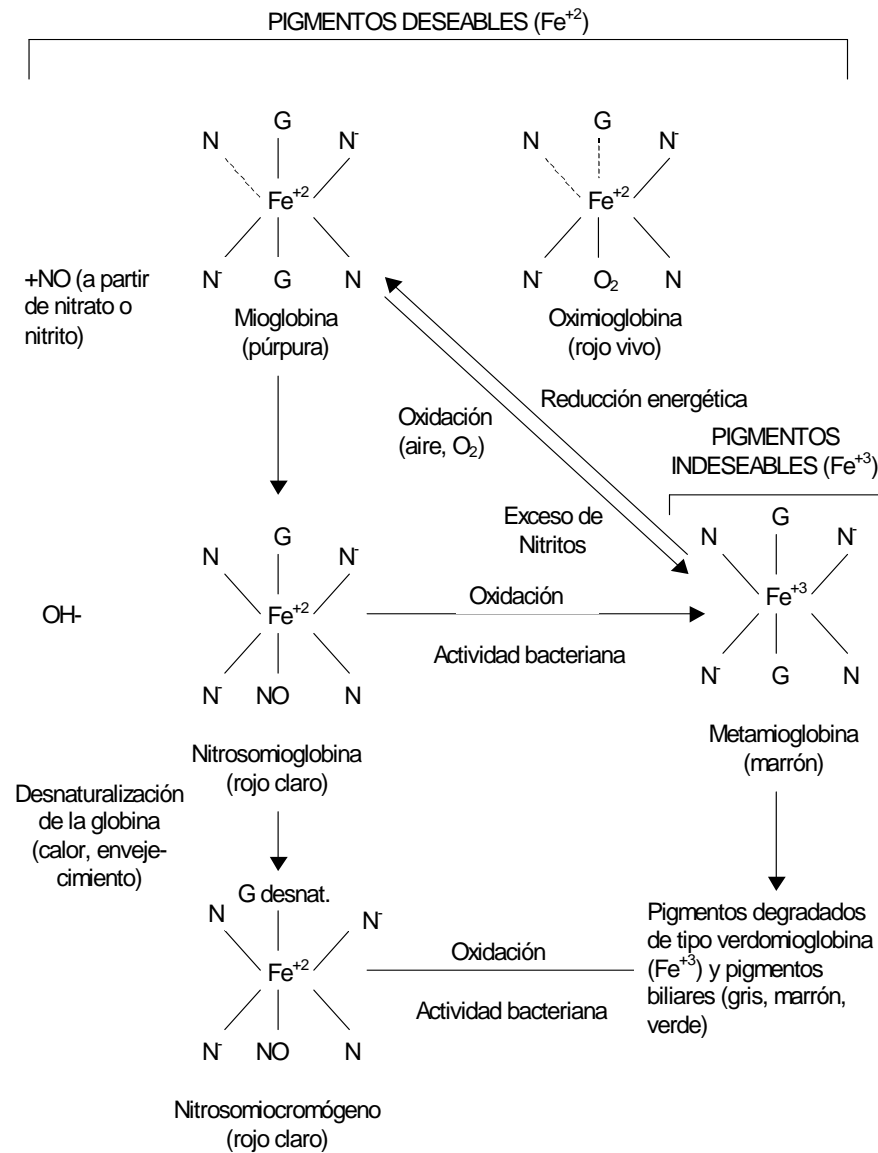 PIGMENTOS DESEABLES (Fe+2)
G
N
N-
Fe+2
N-
G
N
Mioglobina
(púrpura)
G
N
N-
Fe+2
N-
O2
N
Oximioglobina
(rojo vivo)
+NO (a partir
de nitrato o
nitrito)
Reducción energética
Oxidación
(aire, O2)
PIGMENTOS
INDESEABLES (Fe+3)
Exceso de
Nitritos
G
N
N-
Fe+2
N-
NO
N
Nitrosomioglobina
(rojo claro)
OH-
Oxidación
Actividad bacteriana
G
N
N-
Fe+3
N-
G
N
Metamioglobina
(marrón)
Desnaturalización
de la globina
(calor, enveje-
cimiento)
G desnat.
N
N-
Fe+2
N-
NO
N
Nitrosomiocromógeno
(rojo claro)
Oxidación
Actividad bacteriana
Pigmentos degradados
de tipo verdomioglobina
(Fe+3) y pigmentos
biliares (gris, marrón,
verde)